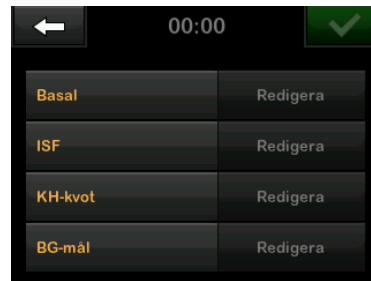 00:00
Basal Redigera
ISF Redigera
KH-kvot Redigera
BG-mål Redigera